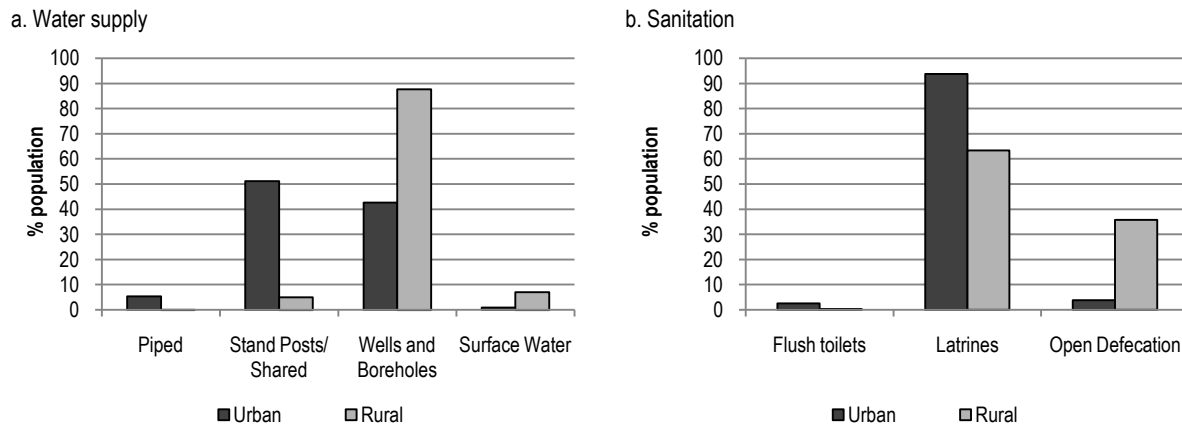 a. Water supply
100
90
80
70
60
50
40
30
20
10
0
% population
Piped
Stand Posts/
Shared
Wells and
Boreholes
Surface Water
Urban
Rural
b. Sanitation
100
90
80
70
60
50
40
30
20
10
0
% population
Flush toilets
Latrines
Open Defecation
Urban
Rural